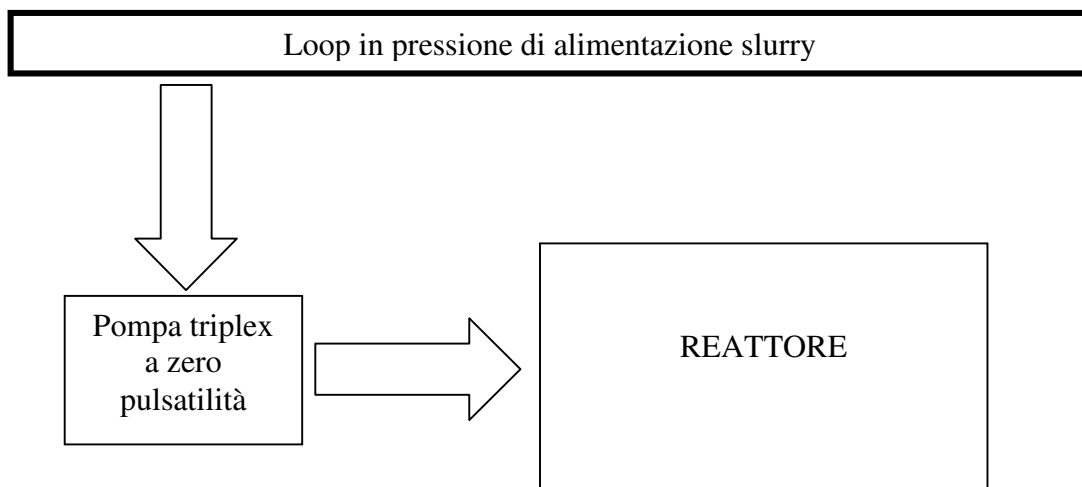 Loop in pressione di alimentazione slurry
Pompa triplex
a zero
pulsatilità
REATTORE